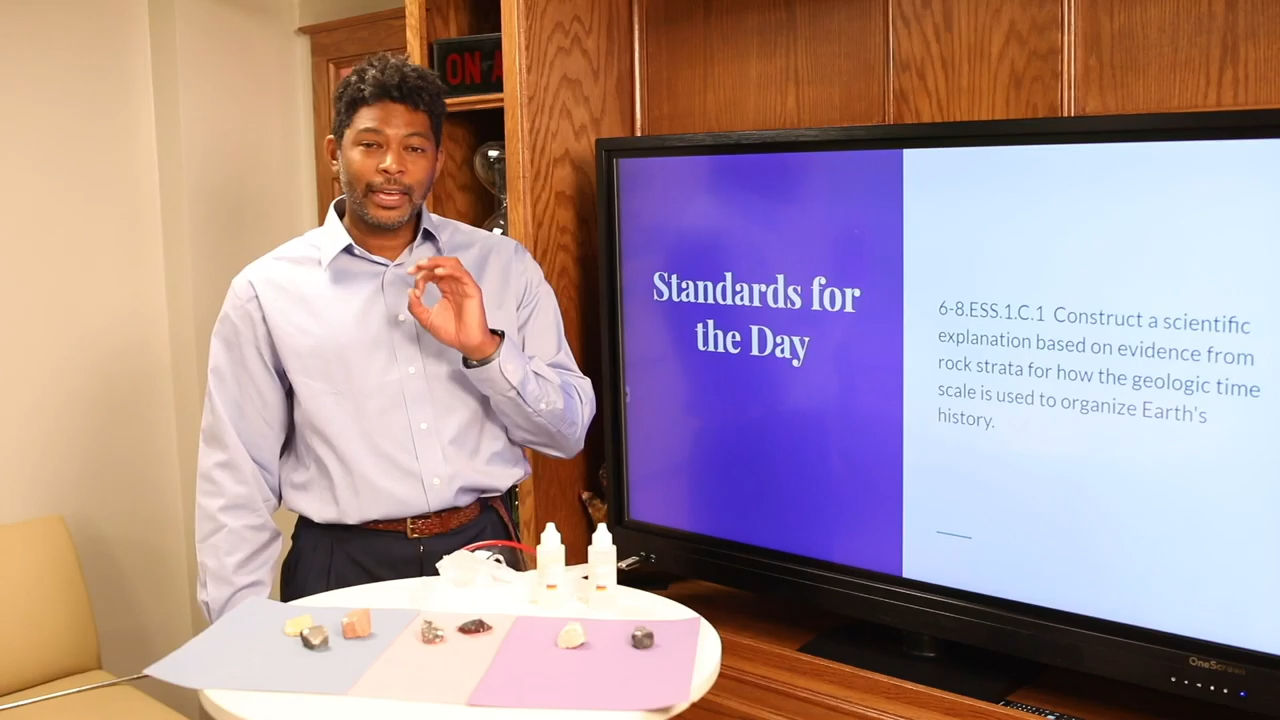 ON A
Standards for
the Day
6-8.ESS.1.C.1 Construct a scientific
explanation based on evidence from
rock strata for how the geologic time
scale is used to organize Earth's
history.
OneScreen